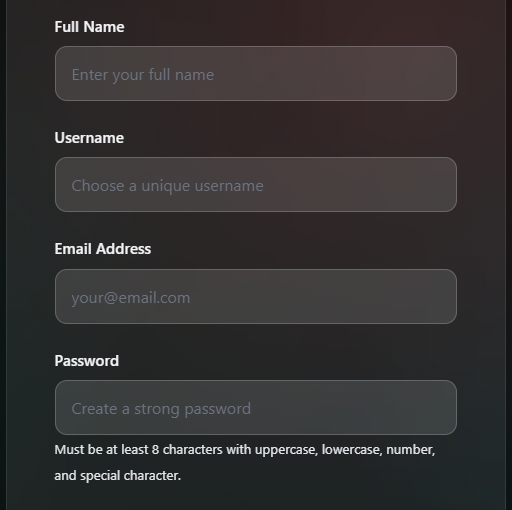 Full Name
Enter your full name
Username
Choose a unique username
Email Address
your@email.com
Password
Create a strong password
Must be at least 8 characters with uppercase, lowercase, number,
and special character.